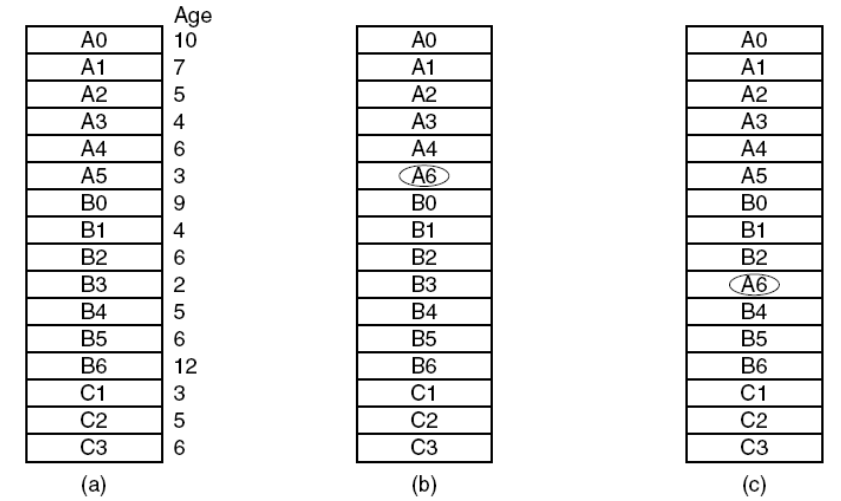 Age
A0 10 A0 A0
A1 7 A1 A1
A2 5 A2 A2
A3 4 A3 A3
A4 6 A4 A4
A5 3 A6 A5
B0 9 B0 B0
B1 4 B1 B1
B2 6 B2 B2
B3 2 B3 A6
B4 5 B4 B4
B5 6 B5 B5
B6 12 B6 B6
C1 3 C1 C1
C2 5 C2 C2
C3 6 C3 C3
(a) (b) (c)